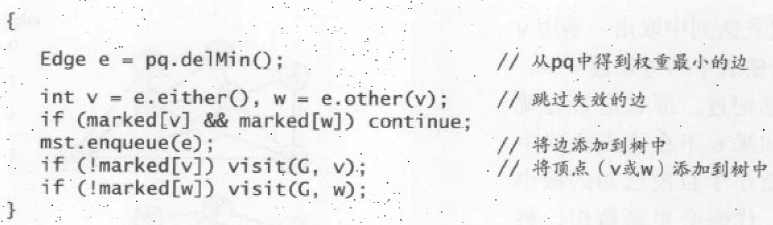 {
Edge e = pq.delMin(); // 从pq中得到权重最小的边
int v = e.either(), w = e.other(v); // 跳过失效的边
if (marked[v] && marked[w]) continue;
mst.enqueue(e); // 将边添加到树中
if (!marked[v]) visit(G, v); // 将顶点（v或w）添加到树中
if (!marked[w]) visit(G, w);
}